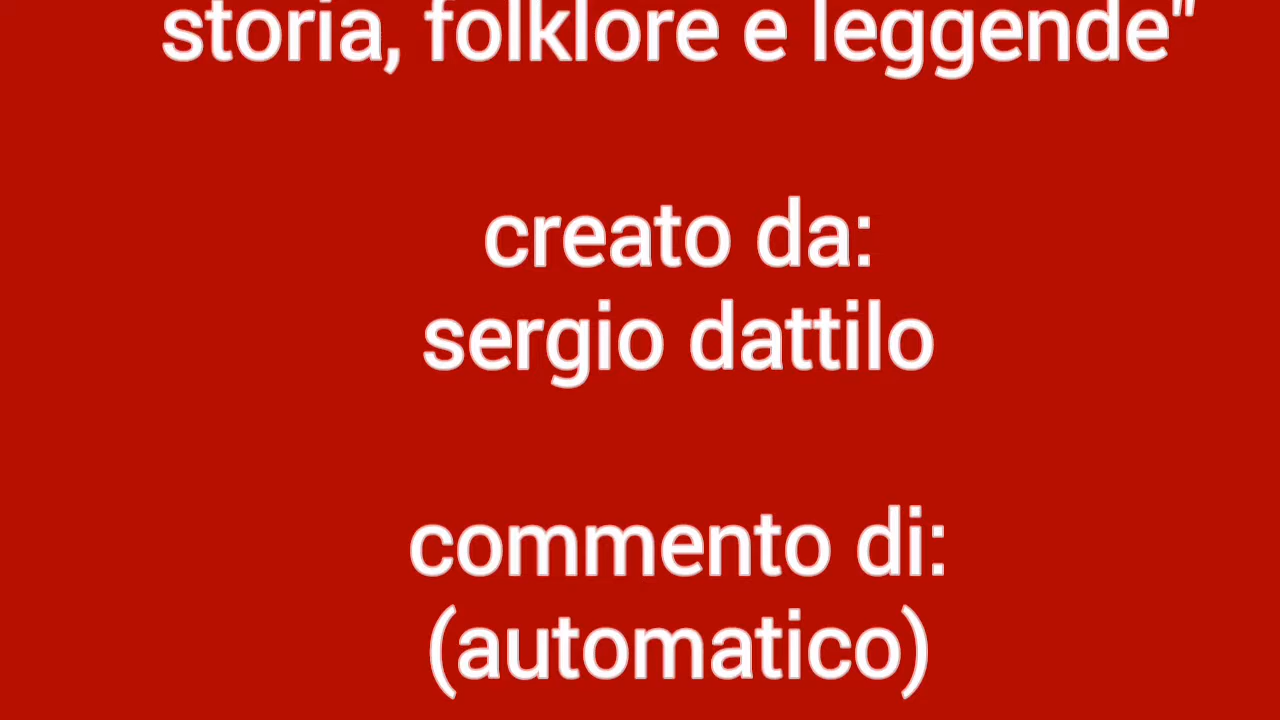 storia, folklore e leggende"
creato da:
sergio dattilo
commento di:
(automatico)